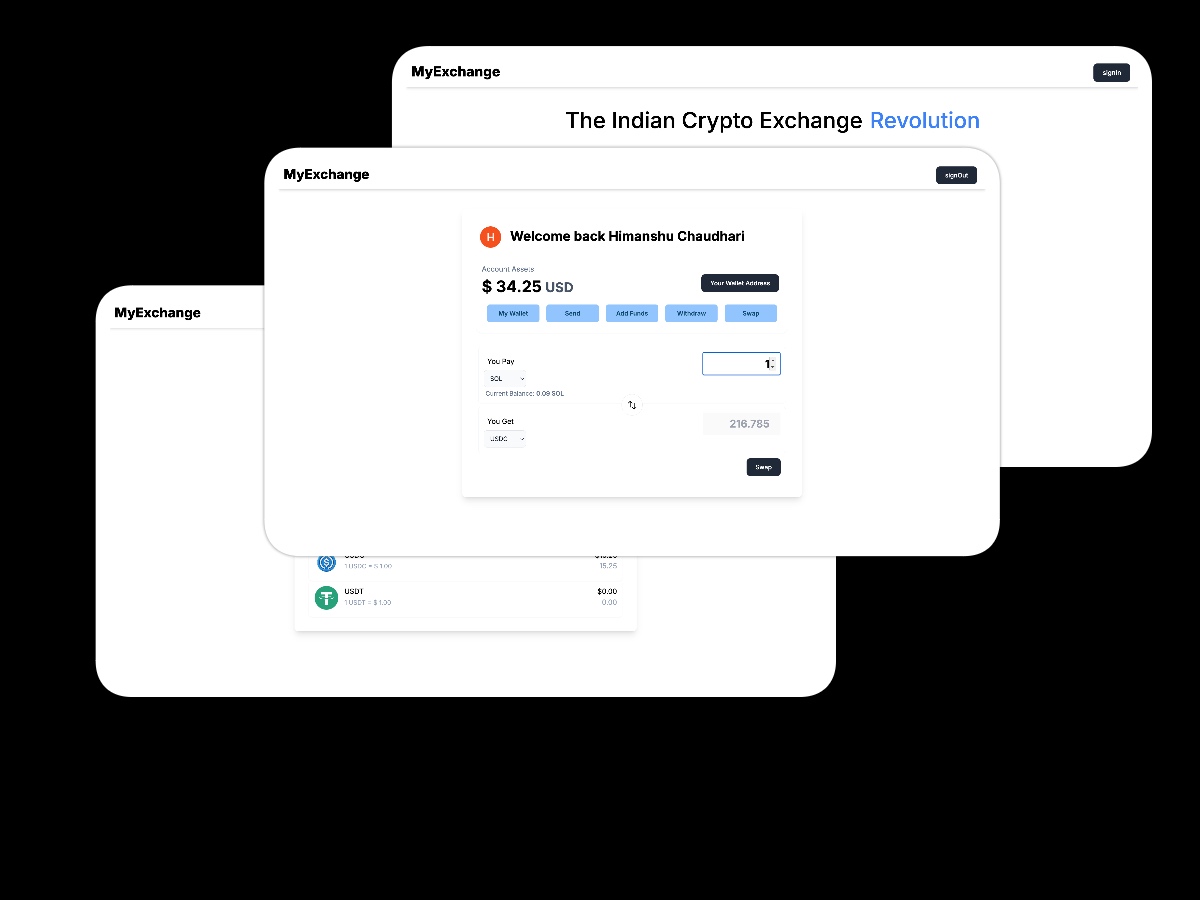 MyExchange
signin
The Indian Crypto Exchange Revolution
MyExchange
signOut
H
Welcome back Himanshu Chaudhari
Account Assets
$ 34.25 USD
Your Wallet Address
My Wallet Send Add Funds Withdraw Swap
You Pay
1
SOL
Current Balance: 0.09 SOL
You Get
216.785
USDC
Swap
MyExchange
1 USDC = $ 1.00
15.25
USDT
$0.00
1 USDT = $ 1.00
0.00